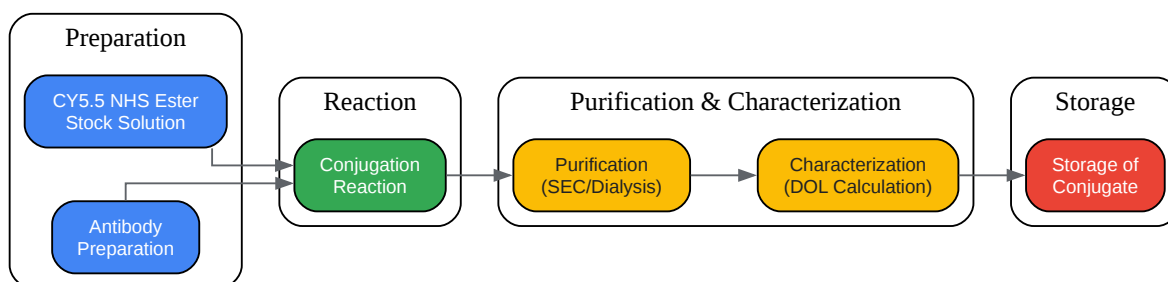 Preparation
CY5.5 NHS Ester
Stock Solution
Antibody
Preparation
Reaction
Conjugation
Reaction
Purification & Characterization
Purification
(SEC/Dialysis)
Characterization
(DOL Calculation)
Storage
Storage of
Conjugate